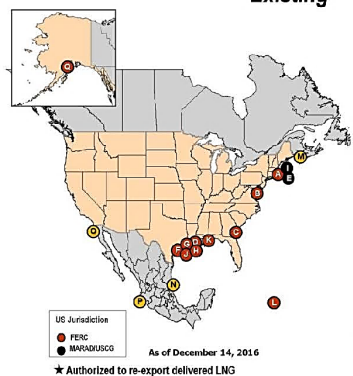 Existing
Q
M
I
A
E
B
Q
C
F
G
D
K
J
H
N
P
L
US Jurisdiction
FERC
MARAD/USCG
As of December 14, 2016
★ Authorized to re-export delivered LNG